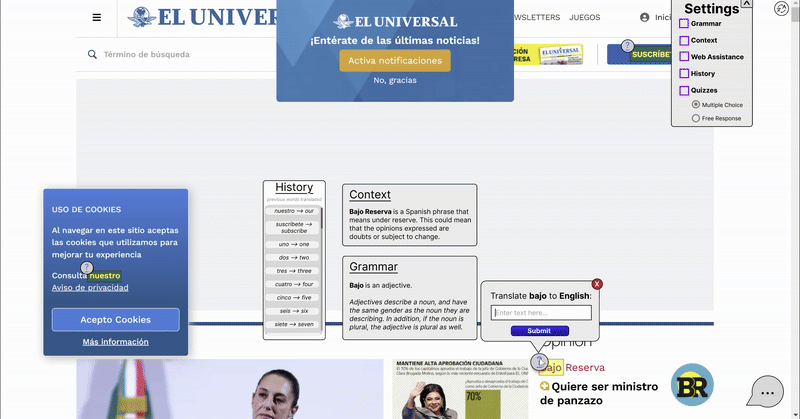 EL UNIVERSAL
EL UNIVERSAL
¡Entérate de las últimas noticias!
Activa notificaciones
No, gracias
JUEGOS
Término de búsqueda
EL UNIVERSAL
SUSCRÍBETE
?
Settings
X
Grammar
Context
Web Assistance
History
Quizzes
Multiple Choice
Free Response
USO DE COOKIES
Al navegar en este sitio aceptas
las cookies que utilizamos para
mejorar tu experiencia
?
Consulta nuestro
Aviso de privacidad
Acepto Cookies
Más información
History
previous words translated
nuestro → our
suscríbete →
subscribe
uno → one
dos → two
tres → three
cuatro → four
cinco → five
seis → six
siete → seven
Context
Bajo Reserva is a Spanish phrase that
means under reserve. This could mean
that the opinions expressed are
doubts or subject to change.
Grammar
Bajo is an adjective.
Adjectives describe a noun, and have
the same gender as the noun they are
describing. In addition, if the noun is
plural, the adjective is plural as well.
X
Translate bajo to English:
Enter text here...
Submit
Opinión
Bajo Reserva
Quiere ser ministro
de panzazo
BR
MANTIENE ALTA APROBACIÓN CIUDADANA
70%